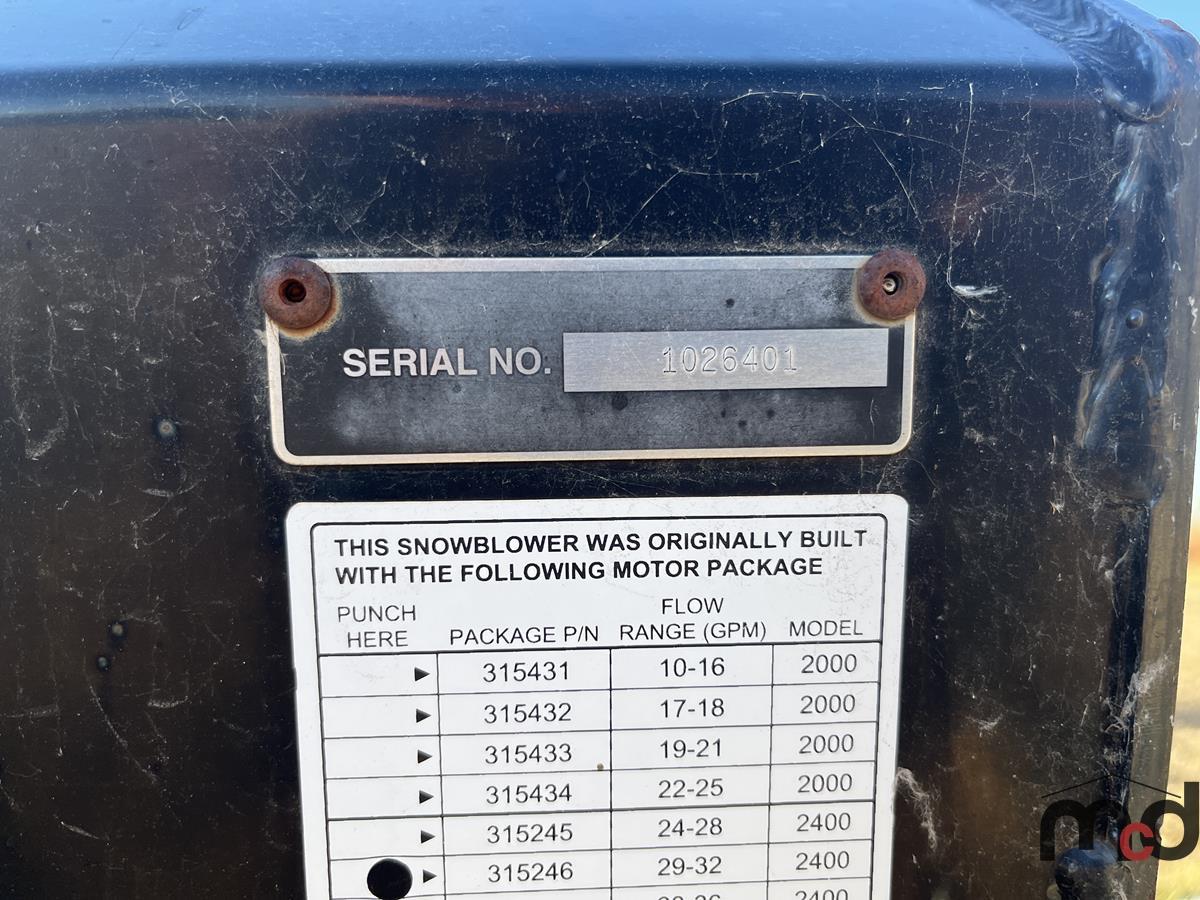 SERIAL NO. 1026401
THIS SNOWBLOWER WAS ORIGINALLY BUILT
WITH THE FOLLOWING MOTOR PACKAGE
PUNCH HERE PACKAGE P/N FLOW RANGE (GPM) MODEL
315431 10-16 2000
315432 17-18 2000
315433 19-21 2000
315434 22-25 2000
315245 24-28 2400
315246 29-32 2400
2400
mcd